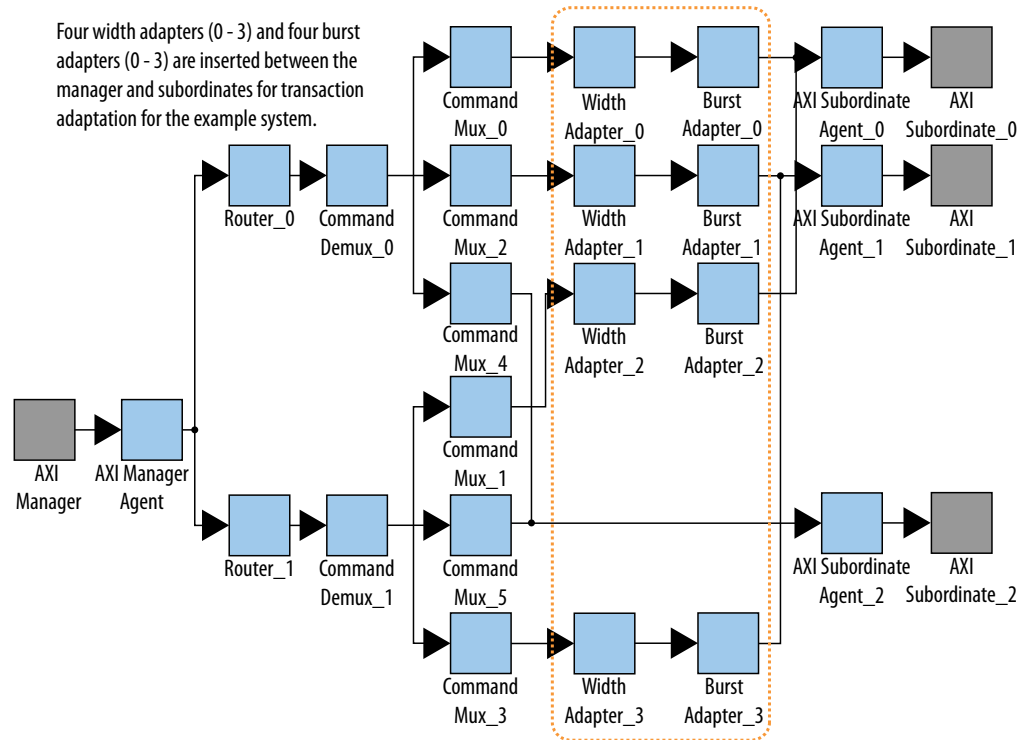 Four width adapters (0 - 3) and four burst
adapters (0 - 3) are inserted between the
manager and subordinates for transaction
adaptation for the example system.
Command
Mux_0
Width
Adapter_0
Burst
Adapter_0
AXI Subordinate
Agent_0
AXI
Subordinate_0
Router_0
Command
Demux_0
Command
Mux_2
Width
Adapter_1
Burst
Adapter_1
AXI Subordinate
Agent_1
AXI
Subordinate_1
Command
Mux_4
Width
Adapter_2
Burst
Adapter_2
AXI
Manager
AXI Manager
Agent
Command
Mux_1
Router_1
Command
Demux_1
Command
Mux_5
AXI Subordinate
Agent_2
AXI
Subordinate_2
Command
Mux_3
Width
Adapter_3
Burst
Adapter_3